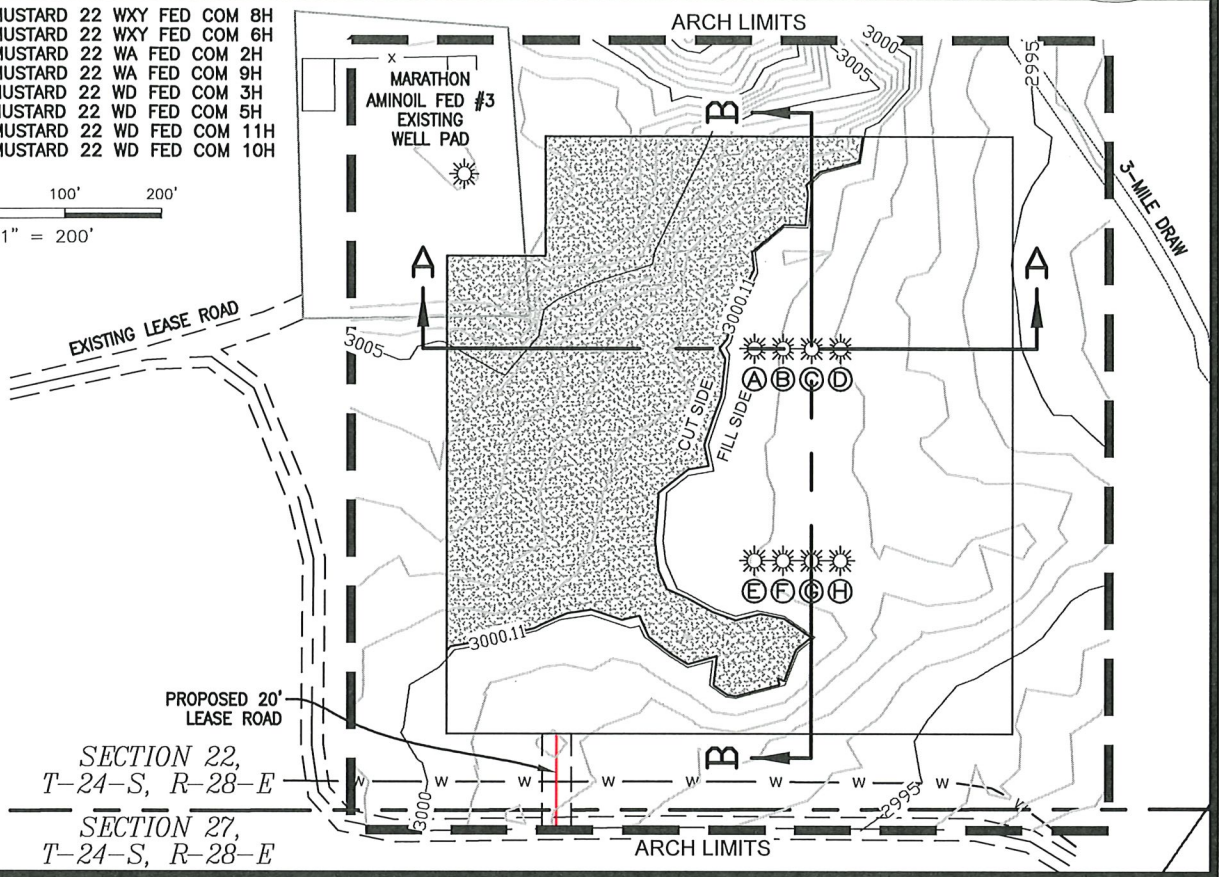 MUSTARD 22 WXY FED COM 8H
MUSTARD 22 WXY FED COM 6H
MUSTARD 22 WA FED COM 2H
MUSTARD 22 WA FED COM 9H
MUSTARD 22 WD FED COM 3H
MUSTARD 22 WD FED COM 5H
MUSTARD 22 WD FED COM 11H
MUSTARD 22 WD FED COM 10H
100' 200'
1" = 200'
ARCH LIMITS
3000
3005
2995
x
MARATHON
AMINOIL FED #3
EXISTING
WELL PAD
B
3-MILE DRAW
A
A
EXISTING LEASE ROAD
3005
3000.11
CUT SIDE
FILL SIDE
A B C D
E F G H
3000.11
PROPOSED 20'
LEASE ROAD
B
SECTION 22,
T-24-S, R-28-E
W W W W W W W W W
3000
2995
SECTION 27,
T-24-S, R-28-E
ARCH LIMITS